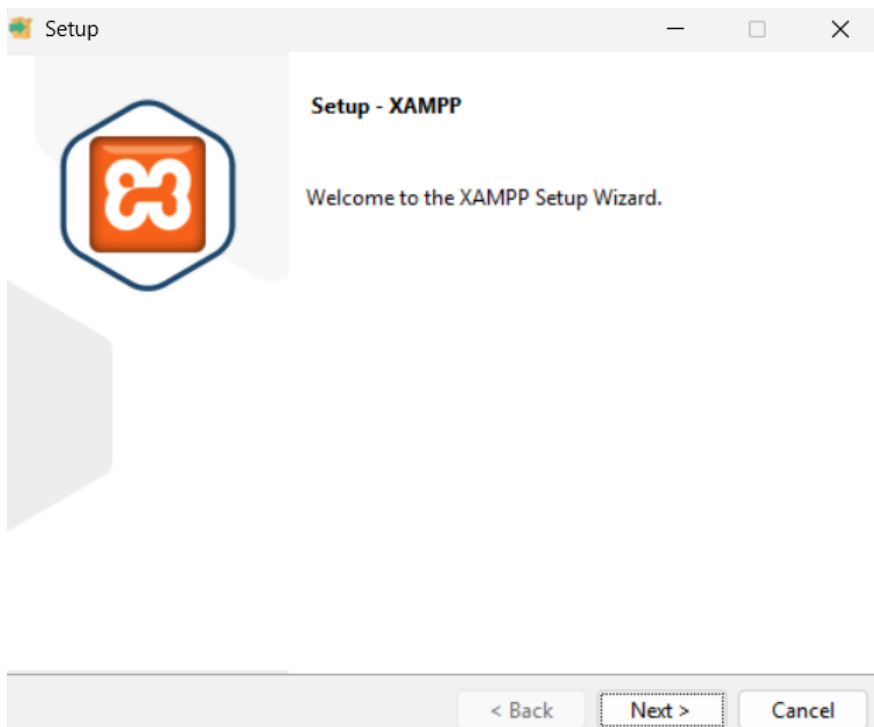 Setup
Setup - XAMPP
Welcome to the XAMPP Setup Wizard.
< Back Next > Cancel